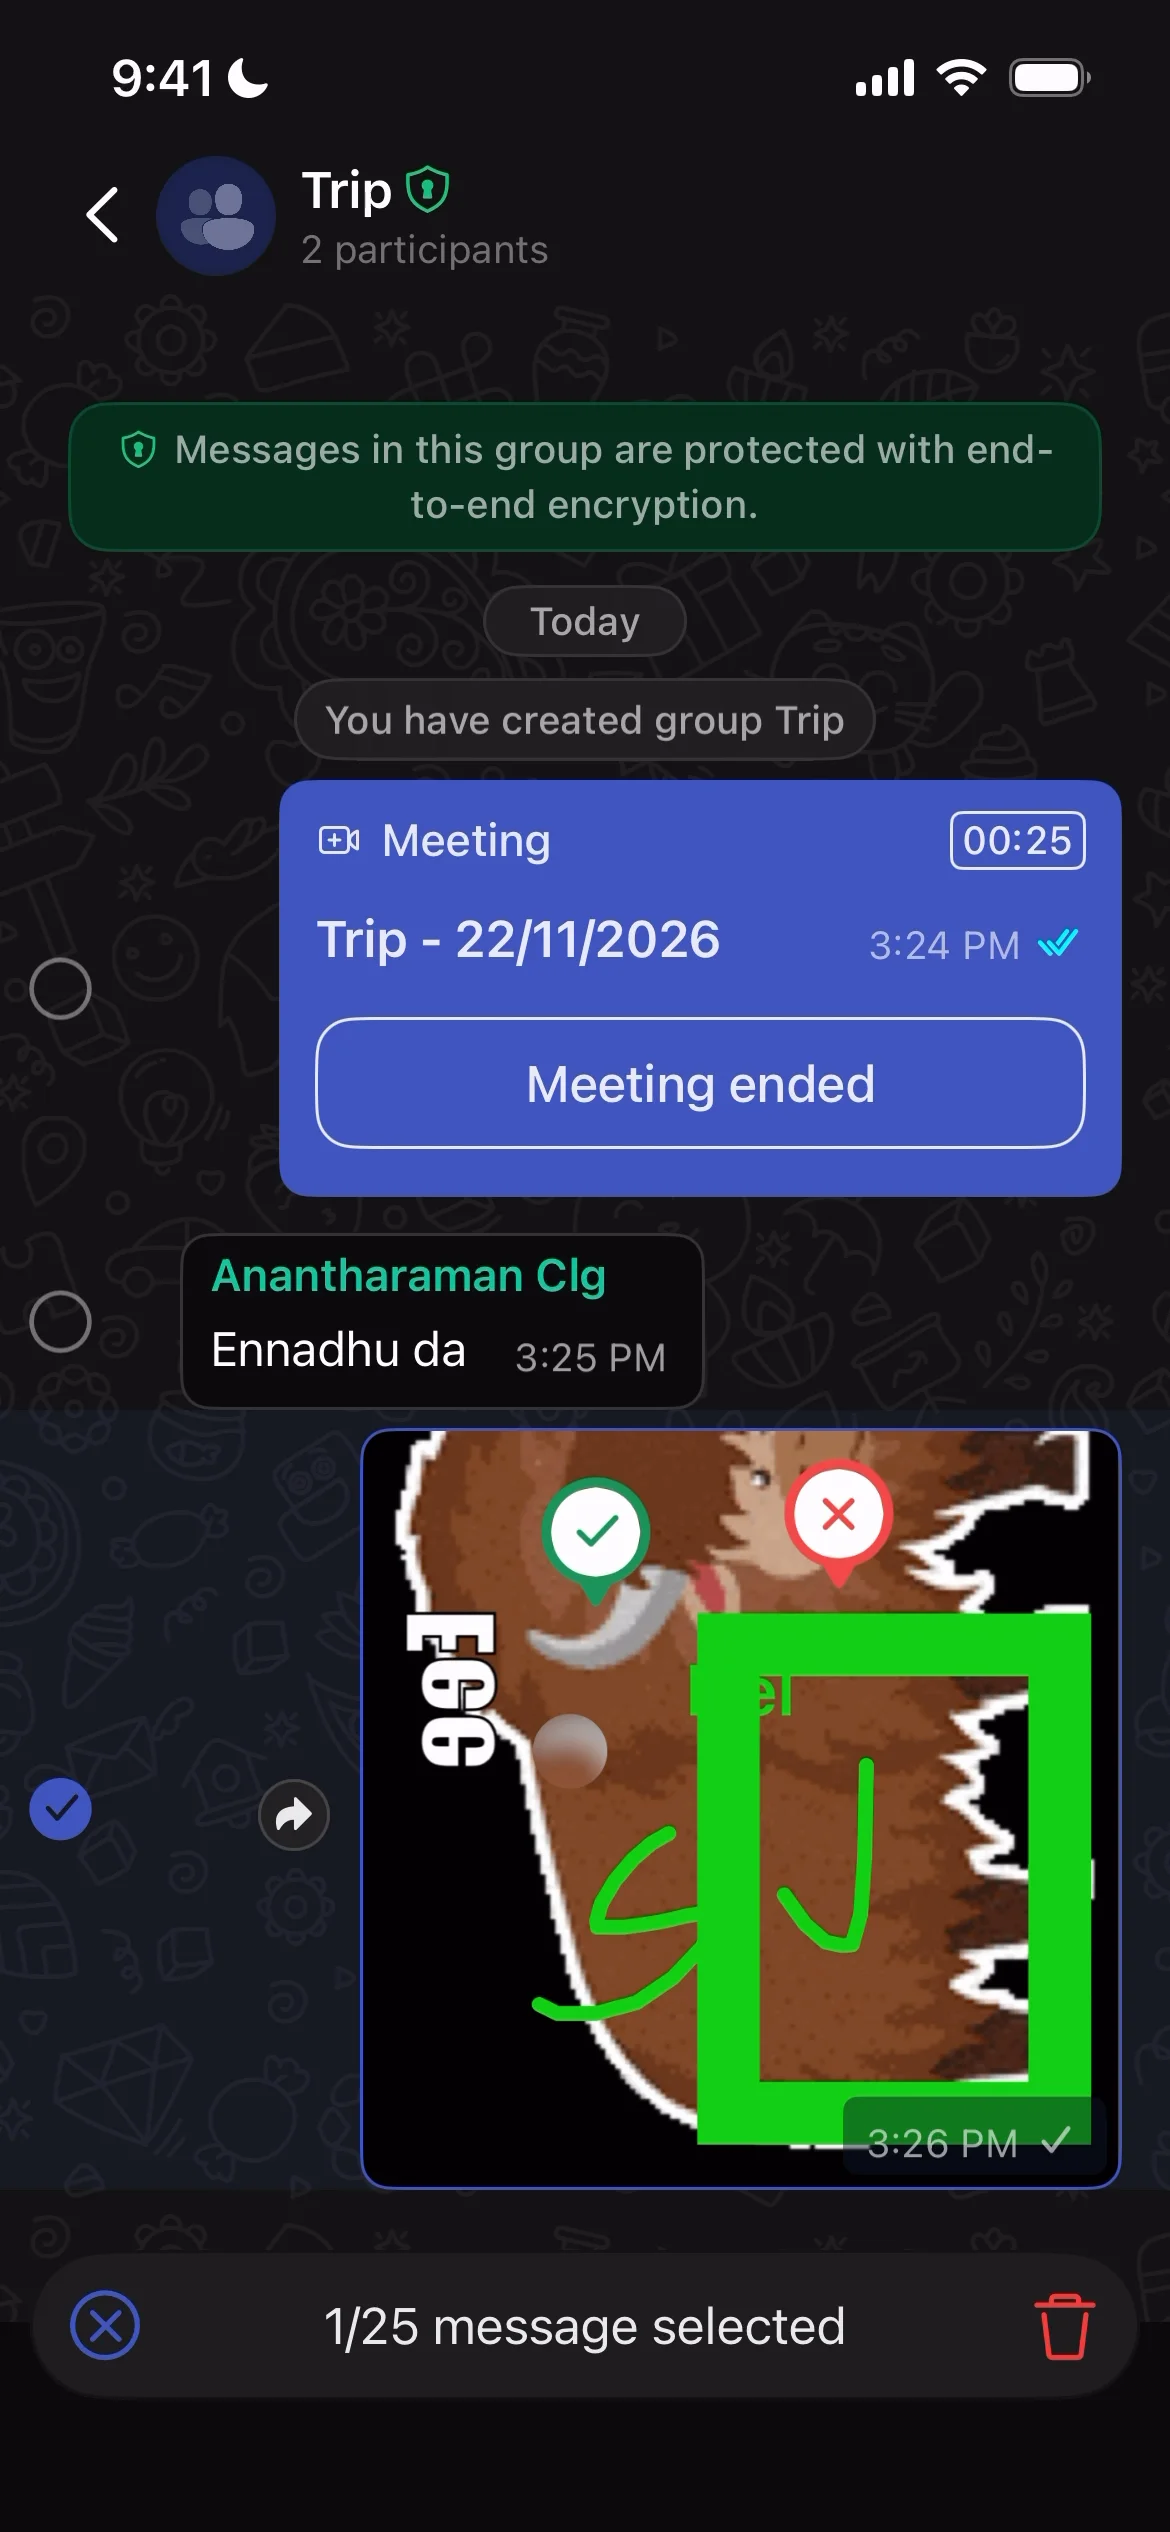 9:41
Trip
2 participants
Messages in this group are protected with end-
to-end encryption.
Today
You have created group Trip
Meeting
00:25
Trip - 22/11/2026
3:24 PM
Meeting ended
Anantharaman Clg
Ennadhu da
3:25 PM
EGG
3:26 PM
1/25 message selected